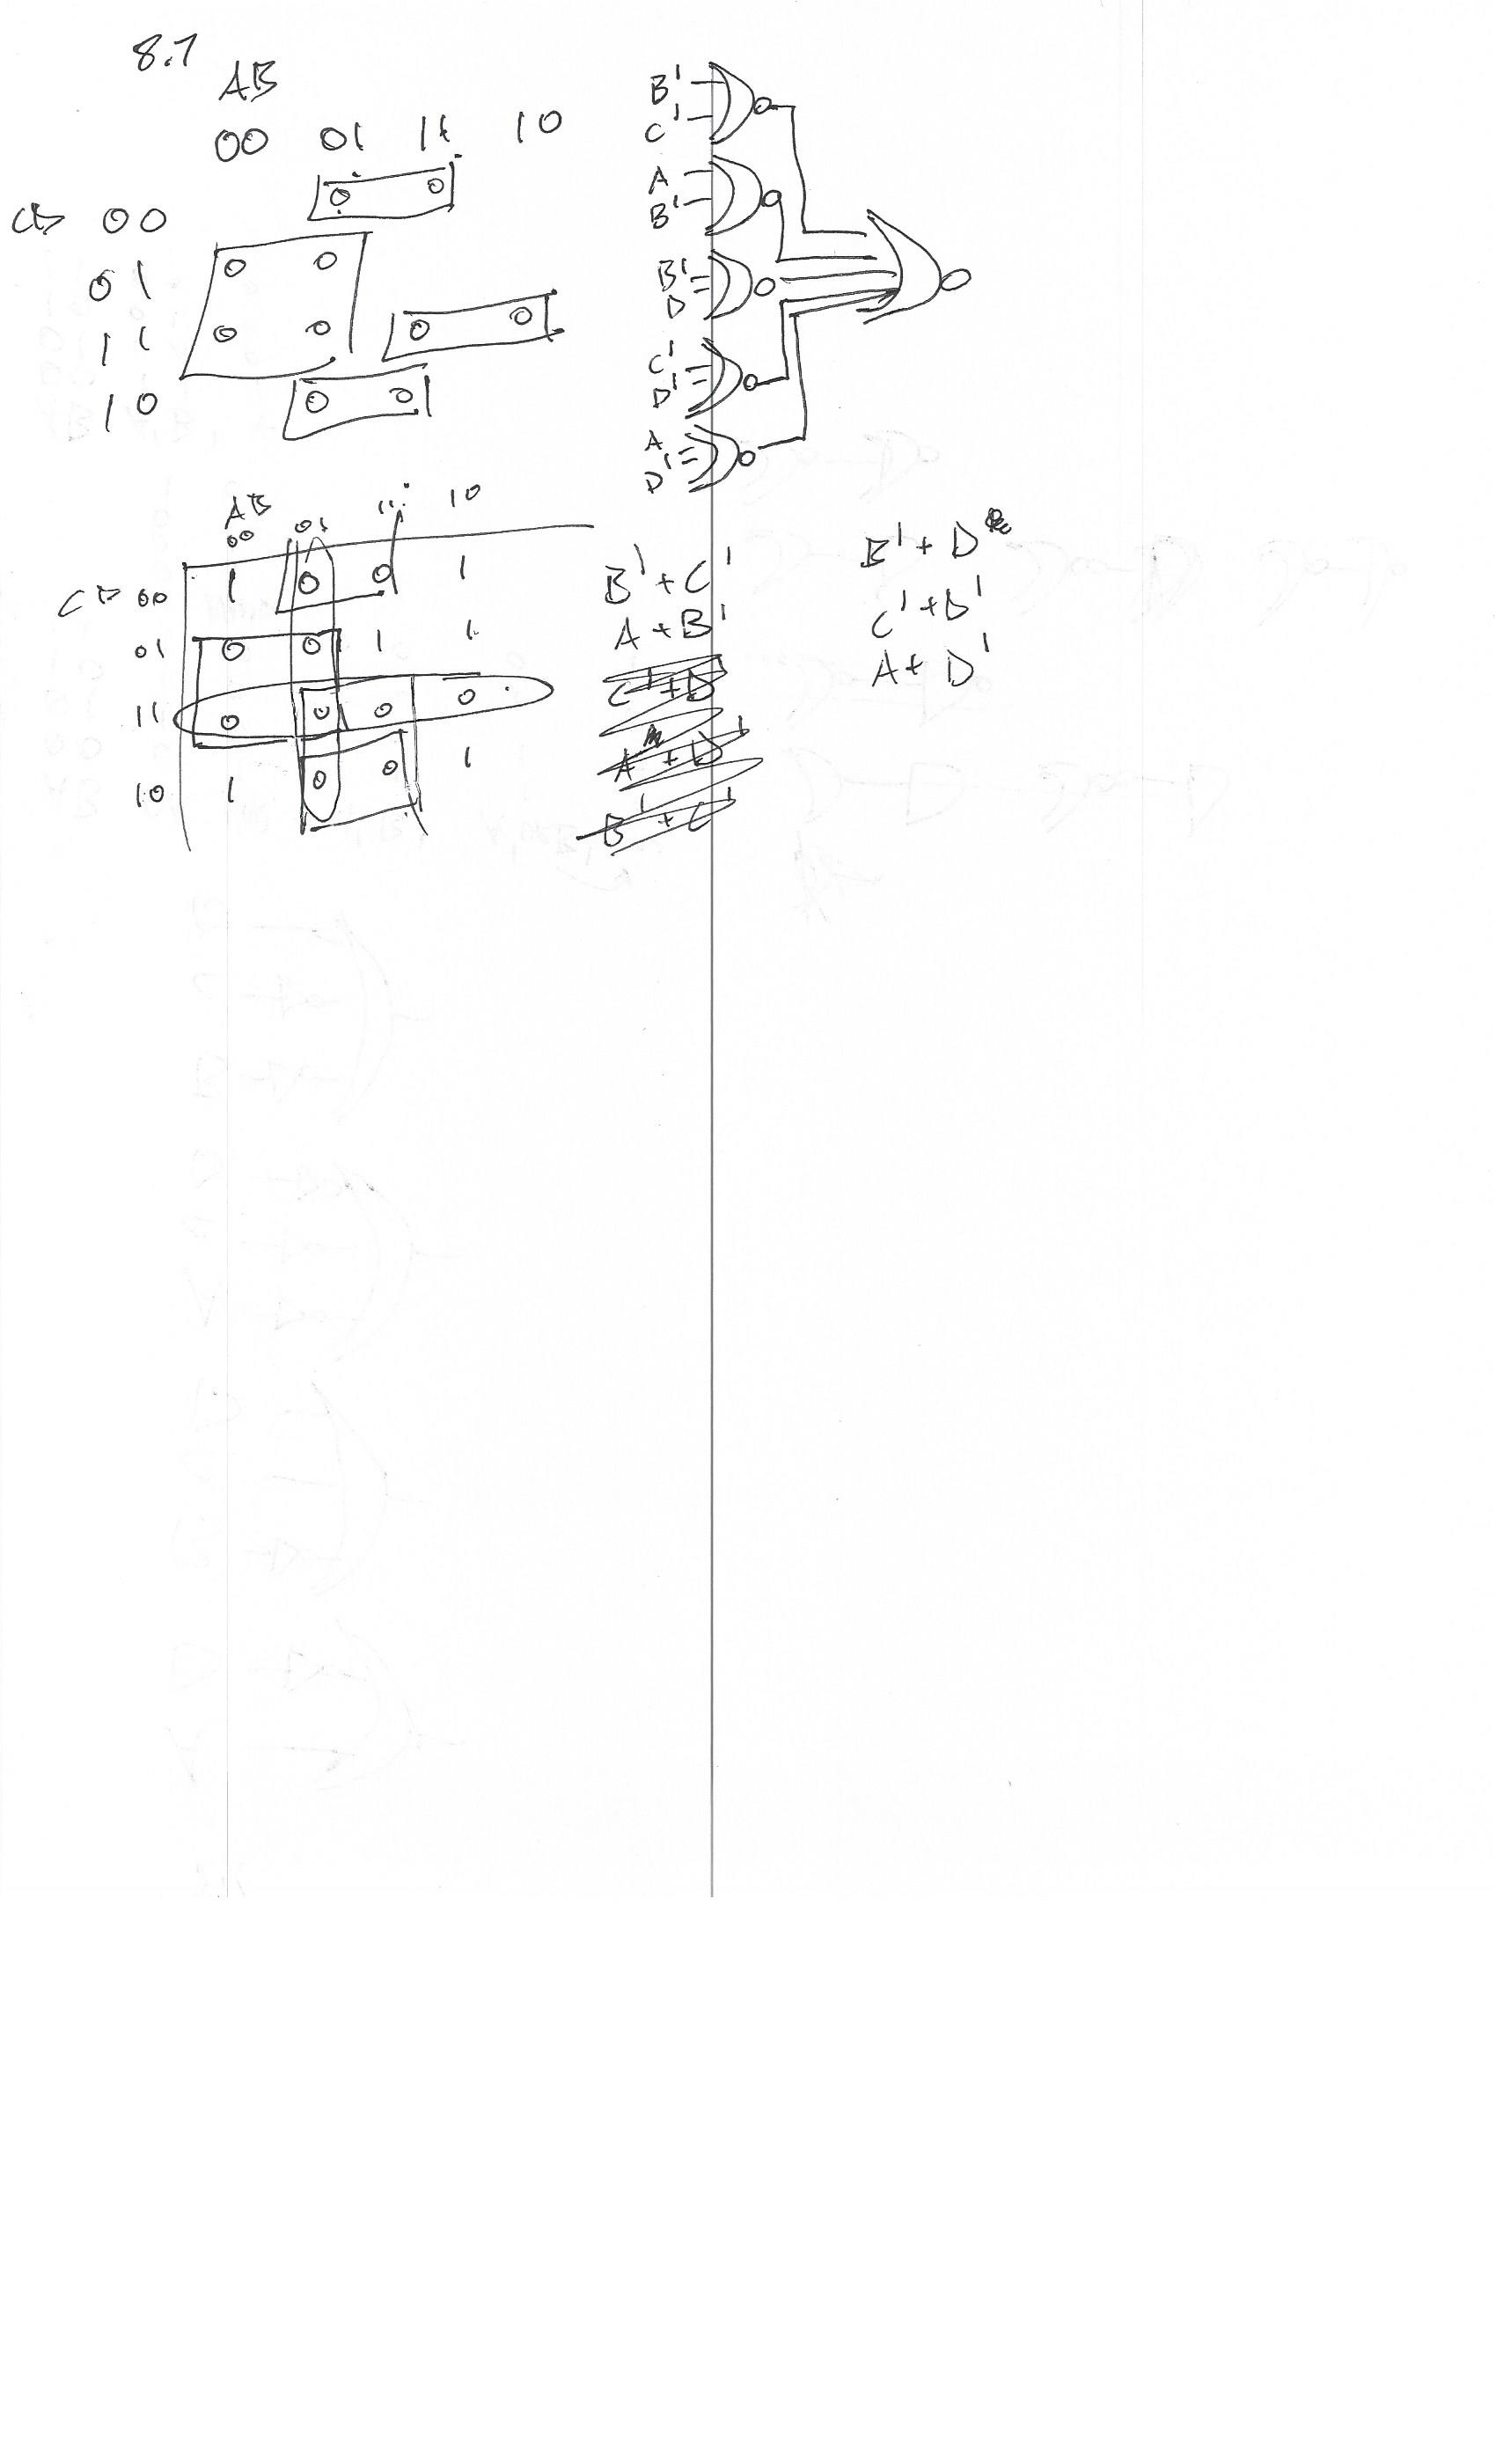 8.7
AB
00 01 11 10
CD 00
0 0
01
0 0
11
0 0
0 0
10
0 0
B'
C'
A
B'
B'
D
C'
D'
A
D'
AB
00 01 11 10
CD 00 1 0 0 1
01 0 0 1 1
11 0 0 0 0
10 1 0 0 1
B' + C'
A + B'
C' + D
A + D'
B' + C'
B' + D
C' + D'
A + D'